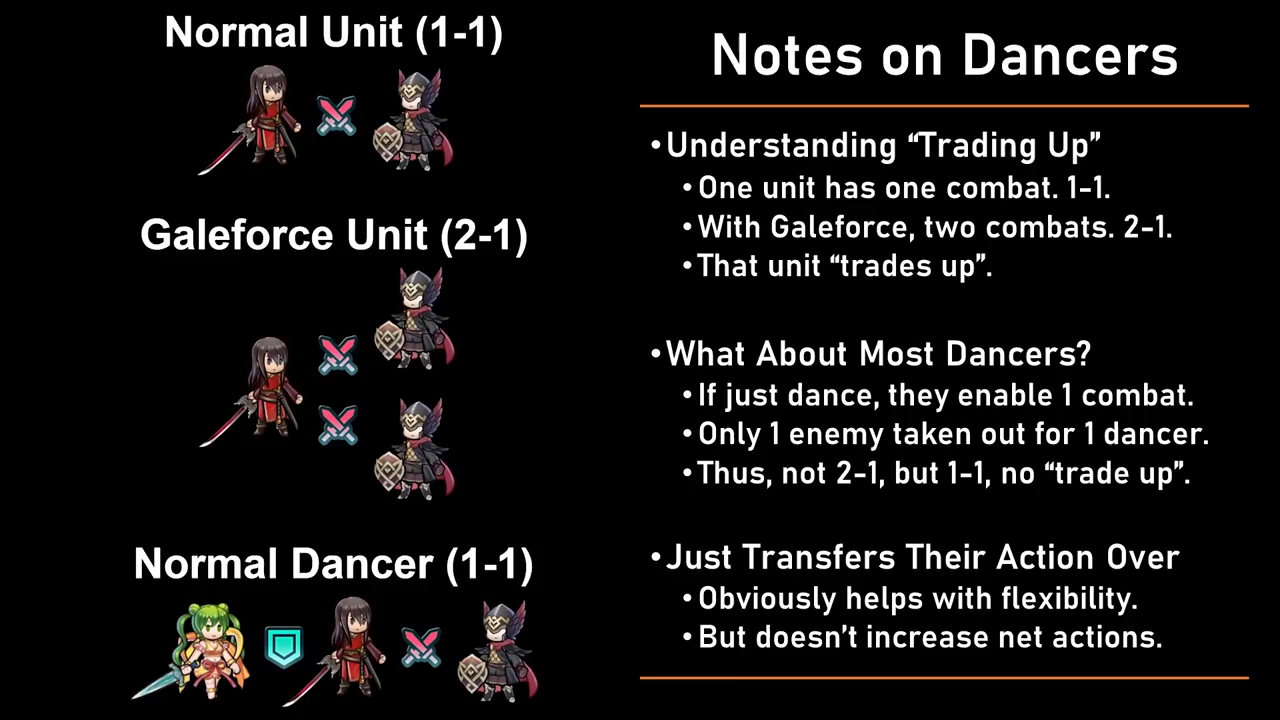 Normal Unit (1-1)
Galeforce Unit (2-1)
Normal Dancer (1-1)
Notes on Dancers
•Understanding “Trading Up”
•One unit has one combat. 1-1.
•With Galeforce, two combats. 2-1.
•That unit “trades up”.
•What About Most Dancers?
•If just dance, they enable 1 combat.
•Only 1 enemy taken out for 1 dancer.
•Thus, not 2-1, but 1-1, no “trade up”.
•Just Transfers Their Action Over
•Obviously helps with flexibility.
•But doesn’t increase net actions.